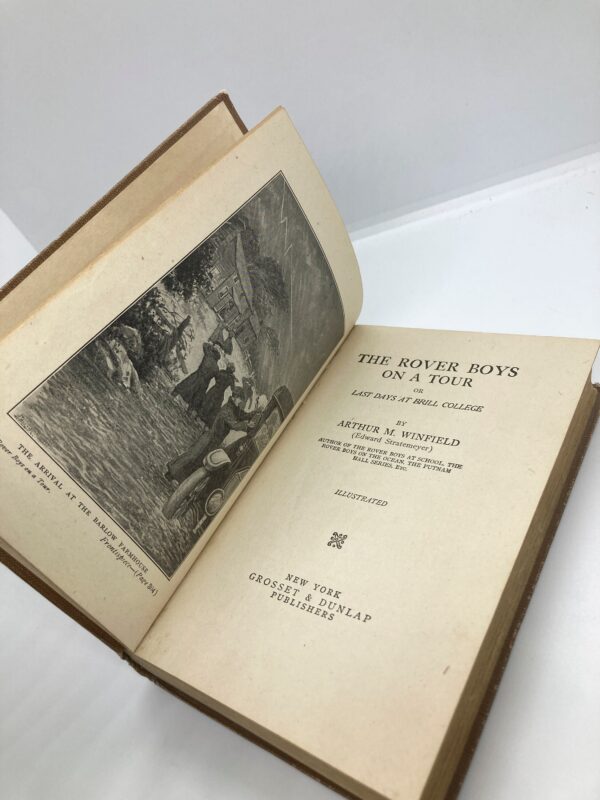 THE ARRIVAL AT THE BARLOW FARMHOUSE
Rover Boys on a Tour.
Frontispiece—(Page 314)
THE ROVER BOYS
ON A TOUR
OR
LAST DAYS AT BRILL COLLEGE
BY
ARTHUR M. WINFIELD
(Edward Stratemeyer)
AUTHOR OF THE ROVER BOYS AT SCHOOL, THE
ROVER BOYS ON THE OCEAN, THE PUTNAM
HALL SERIES, ETC.
ILLUSTRATED
NEW YORK
GROSSET & DUNLAP
PUBLISHERS